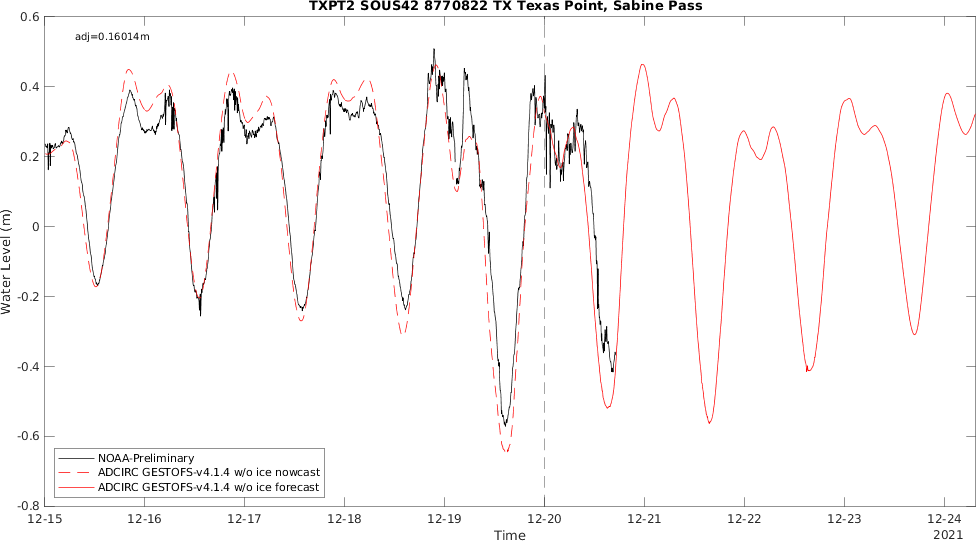 TXPT2 SOUS42 8770822 TX Texas Point, Sabine Pass
adj=0.16014m
0.6
0.4
0.2
0
-0.2
-0.4
-0.6
-0.8
Water Level (m)
NOAA-Preliminary
ADCIRC GESTOFS-v4.1.4 w/o ice nowcast
ADCIRC GESTOFS-v4.1.4 w/o ice forecast
12-15 12-16 12-17 12-18 12-19 12-20 12-21 12-22 12-23 12-24
Time
2021